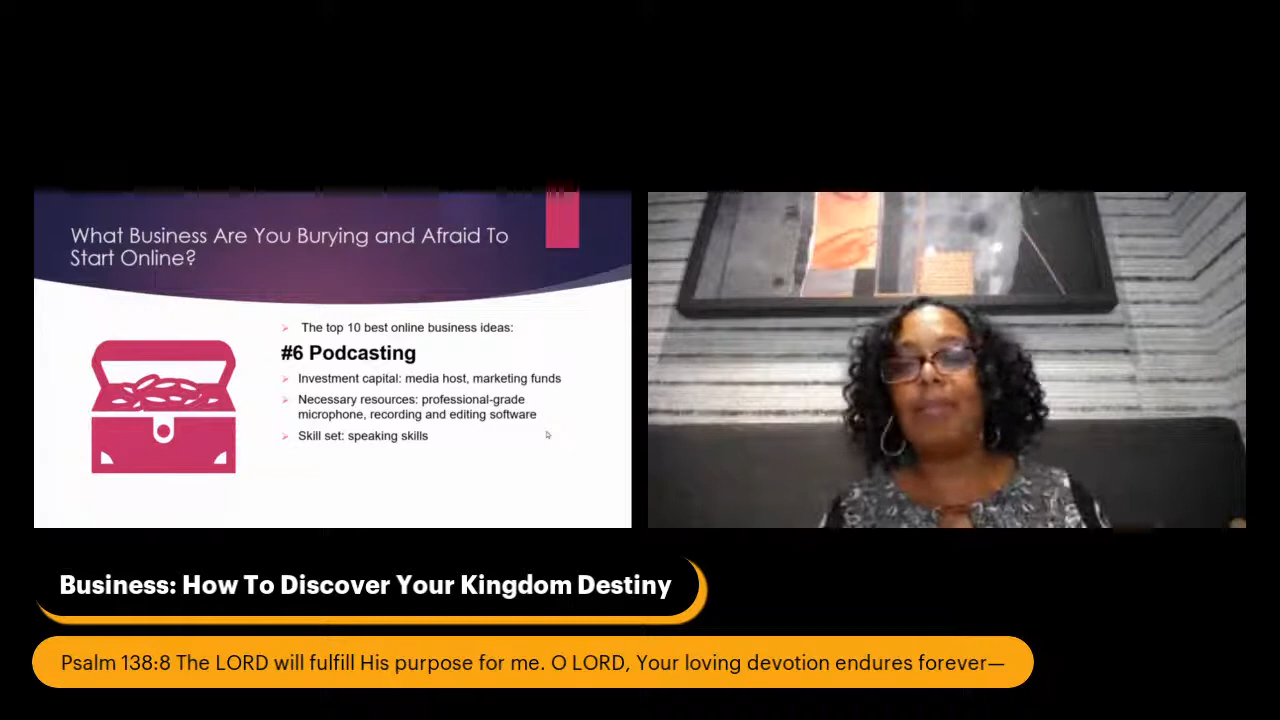 What Business Are You Burying and Afraid To
Start Online?
The top 10 best online business ideas:
#6 Podcasting
Investment capital: media host, marketing funds
Necessary resources: professional-grade
microphone, recording and editing software
Skill set: speaking skills
Business: How To Discover Your Kingdom Destiny
Psalm 138:8 The LORD will fulfill His purpose for me. O LORD, Your loving devotion endures forever—